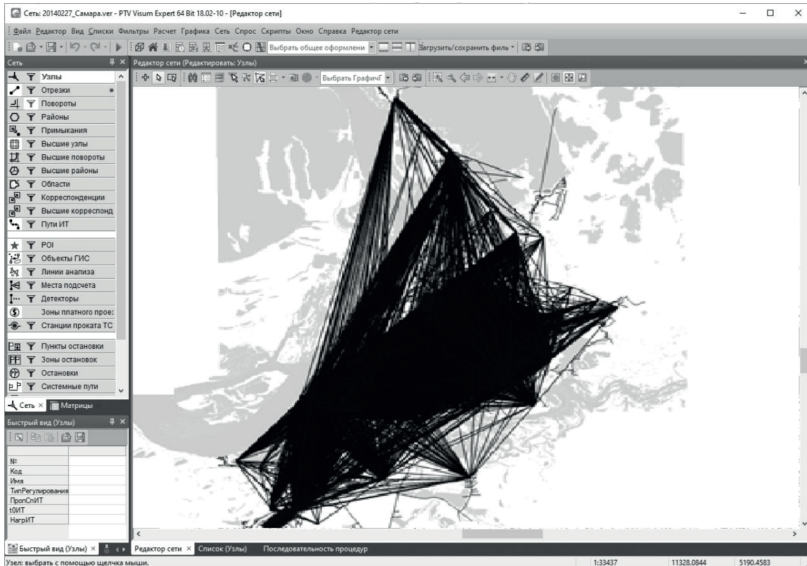 Сеть: 20140227_Самара.ver - PTV Visum Expert 64 Bit 18.02-10 - [Редактор сети]
Файл Редактор Вид Списки Фильтры Расчет Графика Сеть Спрос Скрипты Окно Справка Редактор сети
Выбрать общее оформлени
Загрузить/сохранить филь
Сеть
Редактор сети (Редактировать: Узлы)
Выбрать График
Узлы
Отрезки
Повороты
Районы
Примыкания
Высшие узлы
Высшие повороты
Высшие районы
Области
Корреспонденции
Высшие корреспонд
Пути ИТ
POI
Объекты ГИС
Линии анализа
Места подсчета
Детекторы
Зоны платного прое:
Станции проката ТС
Пункты остановки
Зоны остановок
Остановки
Системные пути
Сеть
Матрицы
Быстрый вид (Узлы)
№
Код
Имя
ТипРегулирования
ПропСпИТ
t0ИТ
НагрИТ
Быстрый вид (Узлы)
Редактор сети
Список (Узлы)
Последовательность процедур
Узел: выбрать с помощью щелчка мыши.
1:33437
11328.0844
5190.4583